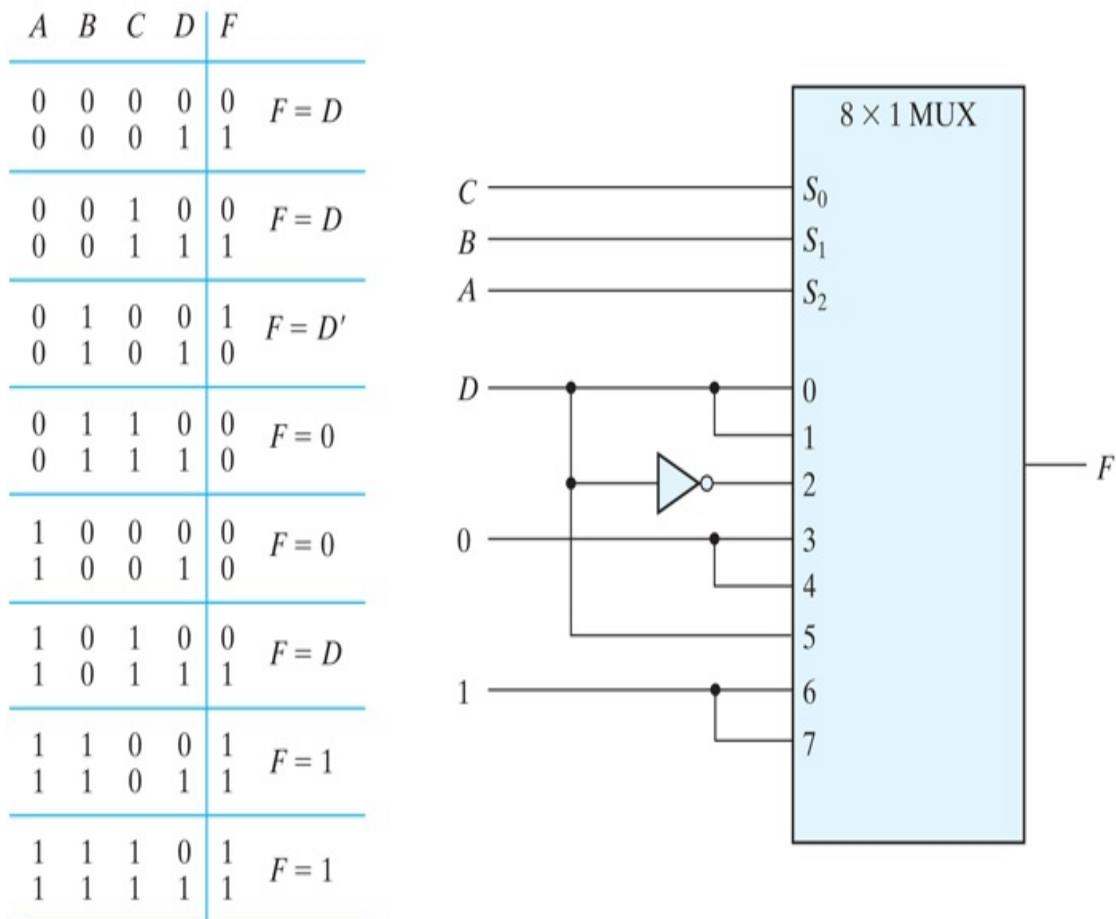 A B C D F
0 0 0 0 0
F = D
0 0 0 1 1
0 0 1 0 0
F = D
0 0 1 1 1
0 1 0 0 1
F = D′
0 1 0 1 0
0 1 1 0 0
F = 0
0 1 1 1 0
1 0 0 0 0
F = 0
1 0 0 1 0
1 0 1 0 0
F = D
1 0 1 1 1
1 1 0 0 1
F = 1
1 1 0 1 1
1 1 1 0 1
F = 1
1 1 1 1 1
8 × 1 MUX
C S₀
B S₁
A S₂
D 0
1
2
F
0 3
4
5
1 6
7